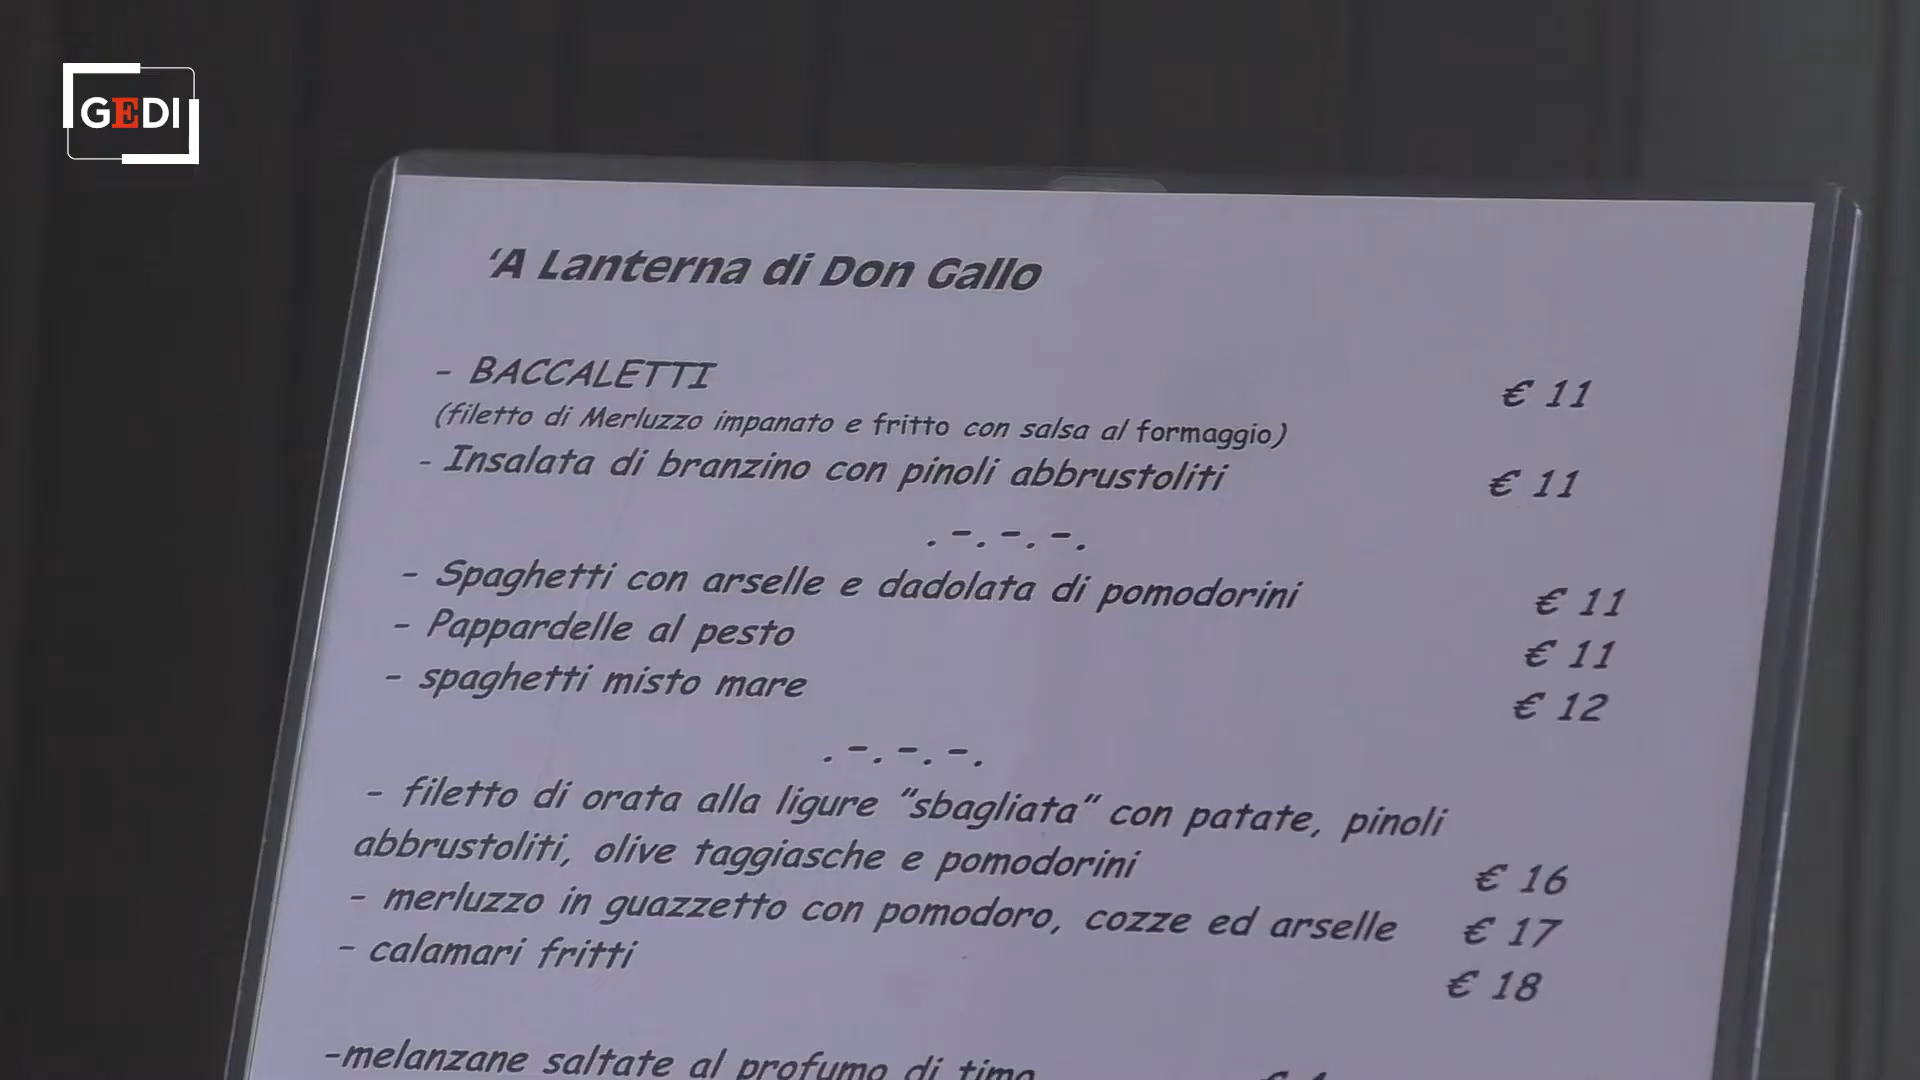 GEDI
‘A Lanterna di Don Gallo
- BACCALETTI € 11
(filetto di Merluzzo impanato e fritto con salsa al formaggio)
- Insalata di branzino con pinoli abbrustoliti € 11
.-.-.-.
- Spaghetti con arselle e dadolata di pomodorini € 11
- Pappardelle al pesto € 11
- spaghetti misto mare € 12
.-.-.-.
- filetto di orata alla ligure “sbagliata” con patate, pinoli
abbrustoliti, olive taggiasche e pomodorini € 16
- merluzzo in guazzetto con pomodoro, cozze ed arselle € 17
- calamari fritti € 18
-melanzane saltate al profumo di timo €